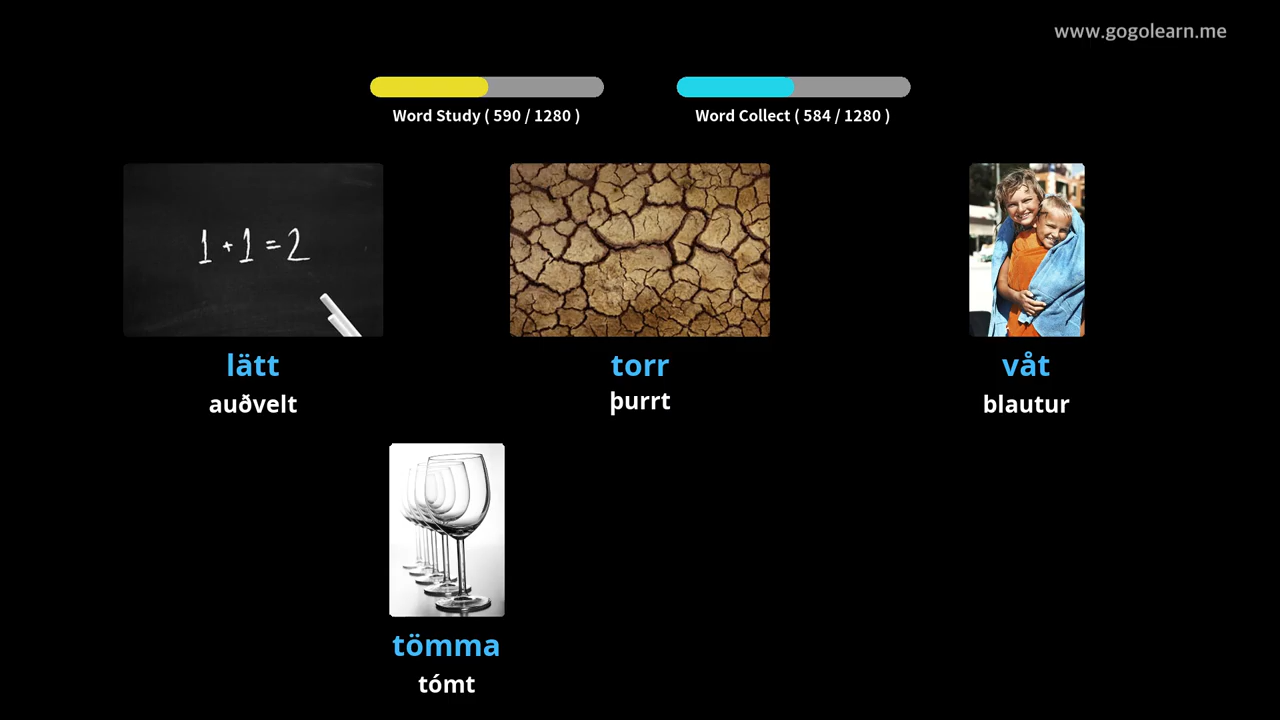 www.gogolearn.me
Word Study ( 590 / 1280 )
Word Collect ( 584 / 1280 )
1 + 1 = 2
lätt
auðvelt
torr
þurrt
våt
blautur
tömma
tómt